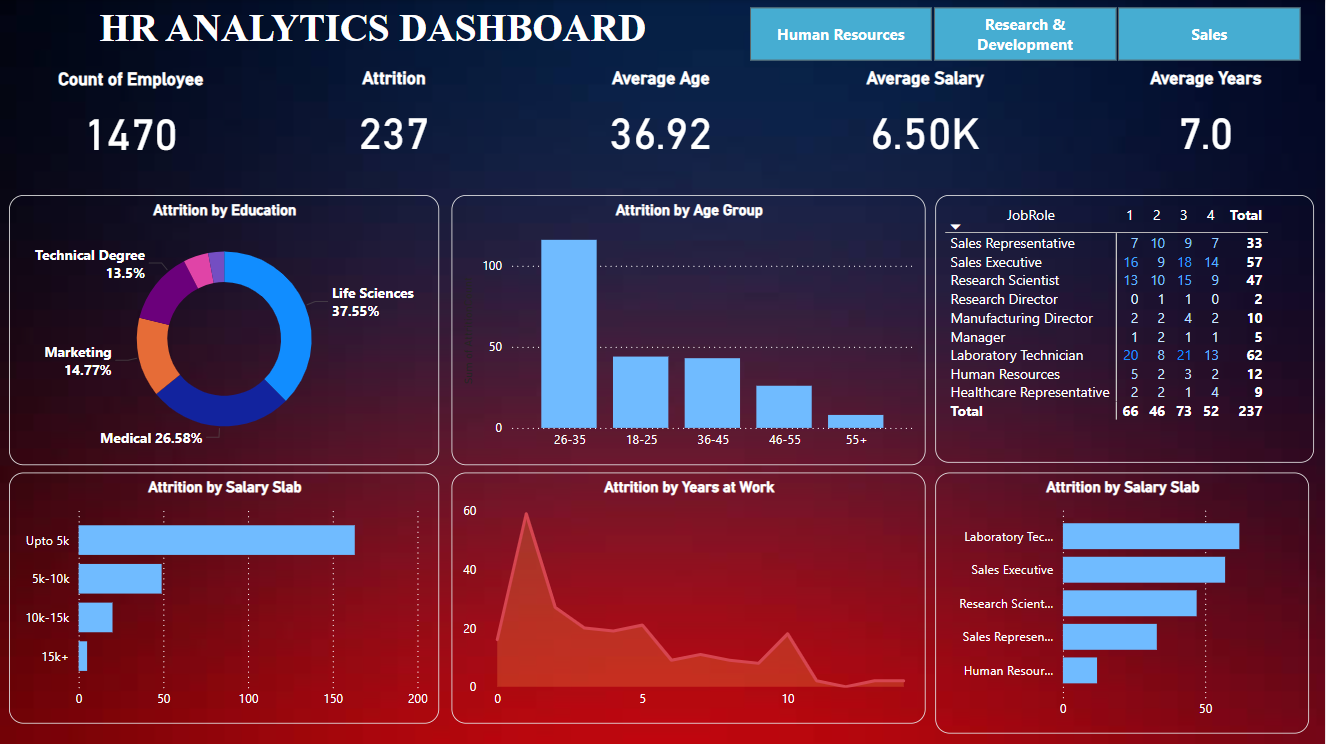 HR ANALYTICS DASHBOARD
Human Resources
Research &
Development
Sales
Count of Employee
1470
Attrition
237
Average Age
36.92
Average Salary
6.50K
Average Years
7.0
Attrition by Education
Technical Degree
13.5%
Life Sciences
37.55%
Marketing
14.77%
Medical 26.58%
Attrition by Age Group
100
50
0
26-35 18-25 36-45 46-55 55+
JobRole 1 2 3 4 Total
Sales Representative 7 10 9 7 33
Sales Executive 16 9 18 14 57
Research Scientist 13 10 15 9 47
Research Director 0 1 1 0 2
Manufacturing Director 2 2 4 2 10
Manager 1 2 1 1 5
Laboratory Technician 20 8 21 13 62
Human Resources 5 2 3 2 12
Healthcare Representative 2 2 1 4 9
Total 66 46 73 52 237
Attrition by Salary Slab
Upto 5k
5k-10k
10k-15k
15k+
0 50 100 150 200
Attrition by Years at Work
60
40
20
0
0 5 10
Attrition by Salary Slab
Laboratory Tec...
Sales Executive
Research Scient...
Sales Represen...
Human Resour...
0 50